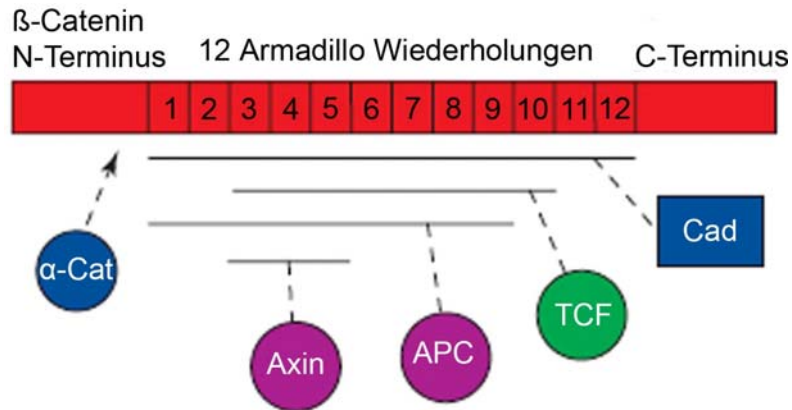 ß-Catenin
N-Terminus
12 Armadillo Wiederholungen
C-Terminus
1 2 3 4 5 6 7 8 9 10 11 12
α-Cat
Cad
TCF
Axin
APC